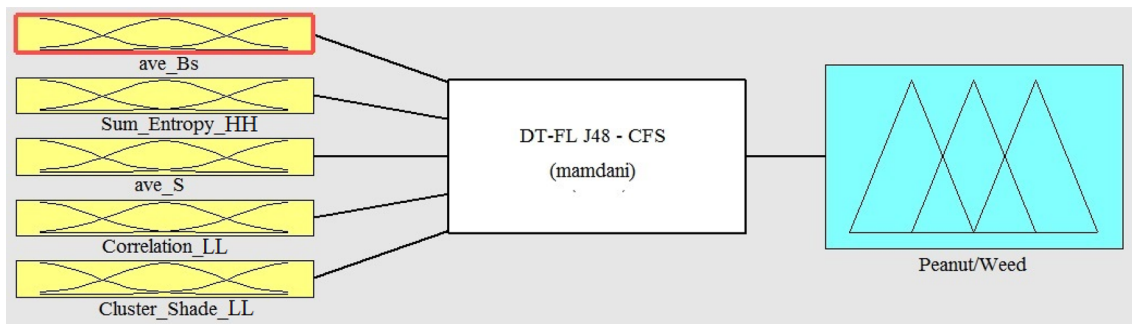 ave_Bs
Sum_Entropy_HH
ave_S
Correlation_LL
Cluster_Shade_LL
DT-FL J48 - CFS
(mamdani)
Peanut/Weed